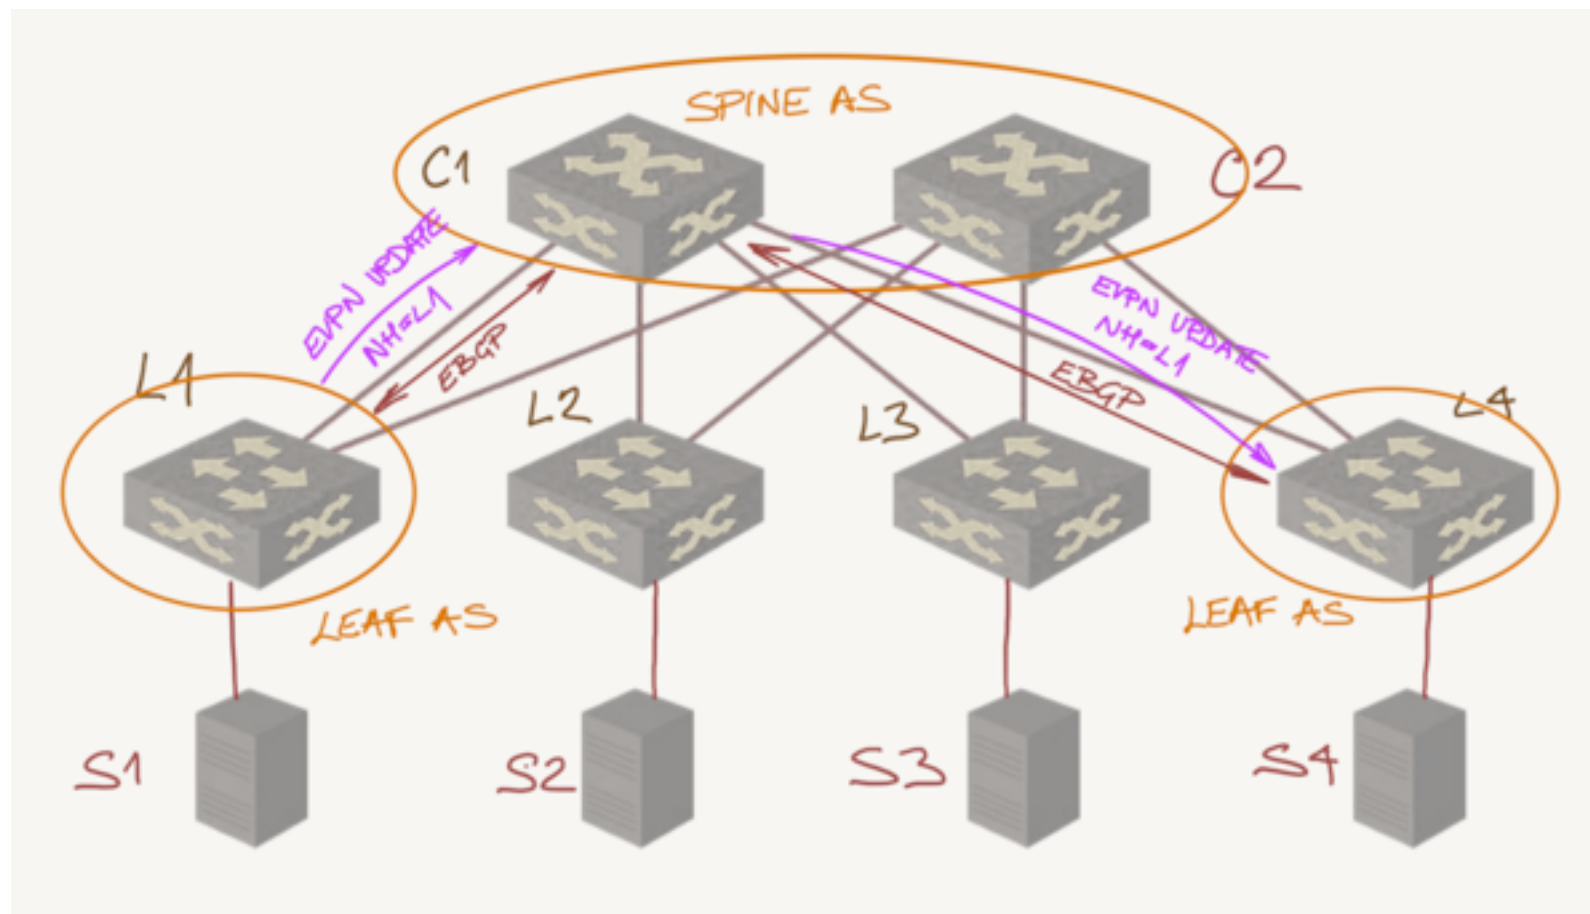 SPINE AS
C1
C2
EVPN UPDATE
NH=L1
EBGP
EVPN UPDATE
NH=L1
EBGP
L1
L2
L3
L4
LEAF AS
LEAF AS
S1
S2
S3
S4